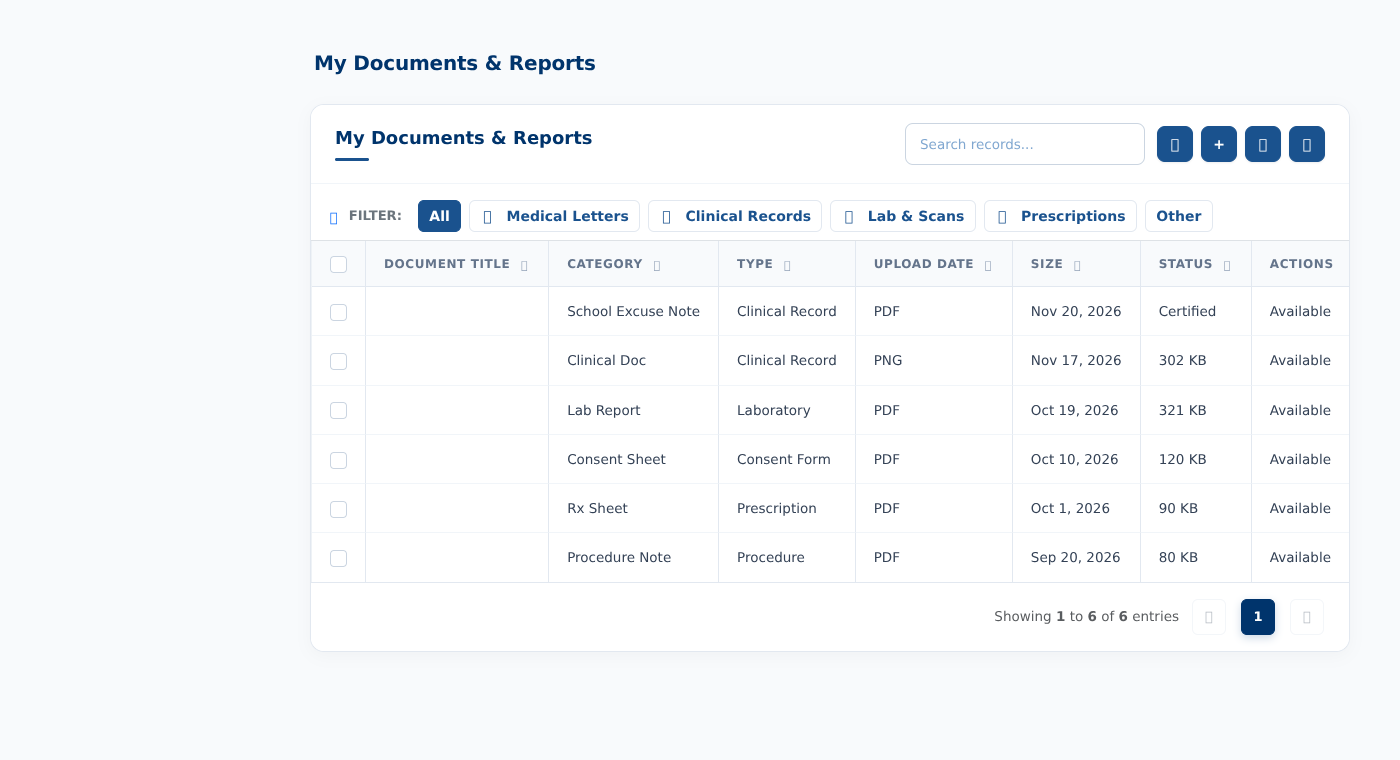 My Documents & Reports
My Documents & Reports
Search records...
+
FILTER: All Medical Letters Clinical Records Lab & Scans Prescriptions Other
DOCUMENT TITLE CATEGORY TYPE UPLOAD DATE SIZE STATUS ACTIONS
School Excuse Note Clinical Record PDF Nov 20, 2026 Certified Available
Clinical Doc Clinical Record PNG Nov 17, 2026 302 KB Available
Lab Report Laboratory PDF Oct 19, 2026 321 KB Available
Consent Sheet Consent Form PDF Oct 10, 2026 120 KB Available
Rx Sheet Prescription PDF Oct 1, 2026 90 KB Available
Procedure Note Procedure PDF Sep 20, 2026 80 KB Available
Showing 1 to 6 of 6 entries 1